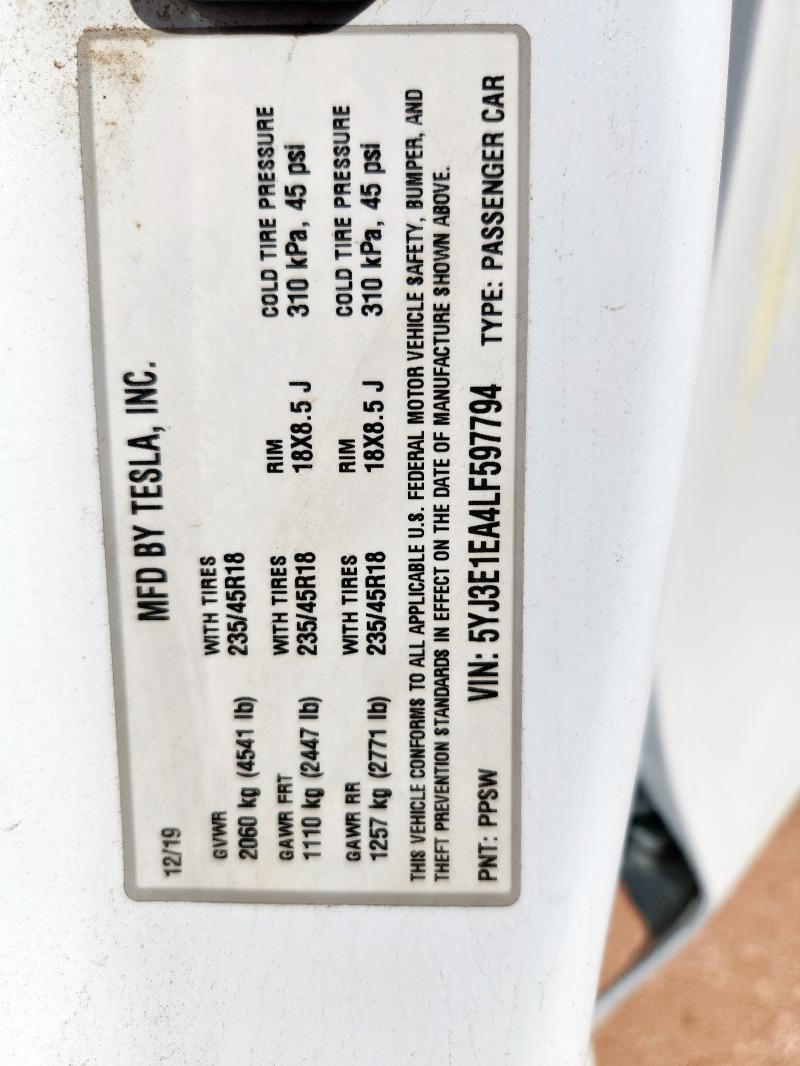 12/19 MFD BY TESLA, INC.
GVWR WITH TIRES
2060 kg (4541 lb) 235/45R18
GAWR FRT WITH TIRES RIM COLD TIRE PRESSURE
1110 kg (2447 lb) 235/45R18 18X8.5 J 310 kPa, 45 psi
GAWR RR WITH TIRES RIM COLD TIRE PRESSURE
1257 kg (2771 lb) 235/45R18 18X8.5 J 310 kPa, 45 psi
THIS VEHICLE CONFORMS TO ALL APPLICABLE U.S. FEDERAL MOTOR VEHICLE SAFETY, BUMPER, AND
THEFT PREVENTION STANDARDS IN EFFECT ON THE DATE OF MANUFACTURE SHOWN ABOVE.
PNT: PPSW VIN: 5YJ3E1EA4LF597794 TYPE: PASSENGER CAR